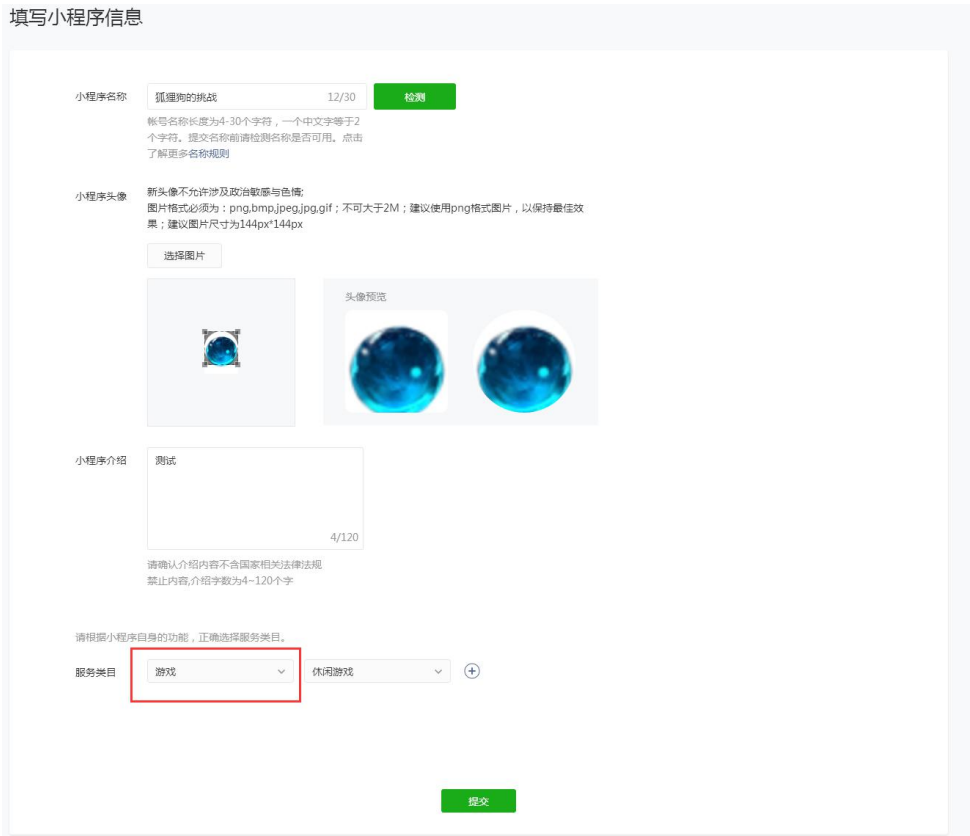 填写小程序信息
小程序名称
狐狸狗的挑战
12/30
检测
帐号名称长度为4-30个字符，一个中文字等于2
个字符。提交名称前请检测名称是否可用。点击
了解更多名称规则
小程序头像
新头像不允许涉及政治敏感与色情;
图片格式必须为：png,bmp,jpeg,jpg,gif；不可大于2M；建议使用png格式图片，以保持最佳效
果；建议图片尺寸为144px*144px
选择图片
头像预览
小程序介绍
测试
4/120
请确认介绍内容不含国家相关法律法规
禁止内容,介绍字数为4~120个字
请根据小程序自身的功能，正确选择服务类目。
服务类目
游戏
休闲游戏
提交